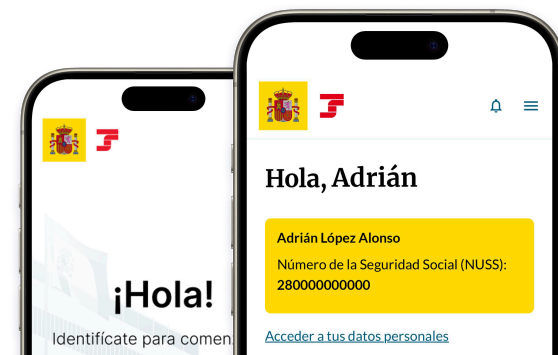 ¡Hola!
Identifícate para comen
Hola, Adrián
Adrián López Alonso
Número de la Seguridad Social (NUSS):
280000000000
Acceder a tus datos personales